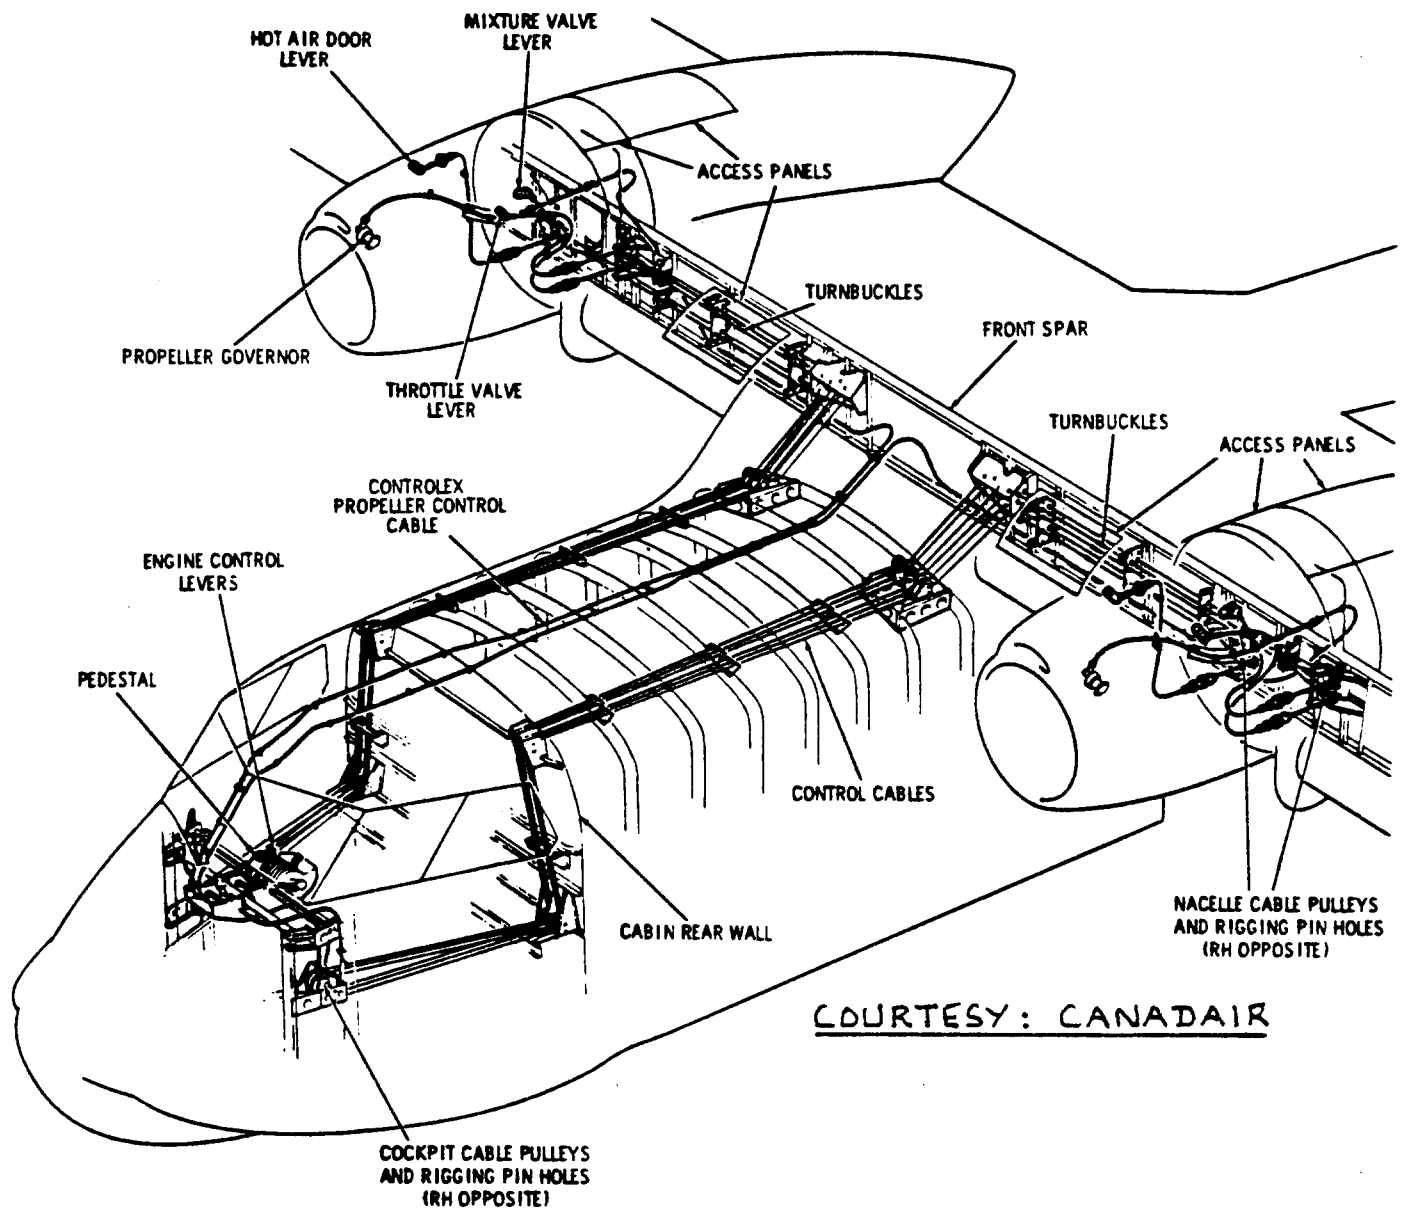 MIXTURE VALVE
LEVER
HOT AIR DOOR
LEVER
ACCESS PANELS
TURNBUCKLES
FRONT SPAR
PROPELLER GOVERNOR
THROTTLE VALVE
LEVER
TURNBUCKLES
ACCESS PANELS
CONTROLEX
PROPELLER CONTROL
CABLE
ENGINE CONTROL
LEVERS
PEDESTAL
CONTROL CABLES
CABIN REAR WALL
NACELLE CABLE PULLEYS
AND RIGGING PIN HOLES
(RH OPPOSITE)
COURTESY: CANADAIR
COCKPIT CABLE PULLEYS
AND RIGGING PIN HOLES
(RH OPPOSITE)